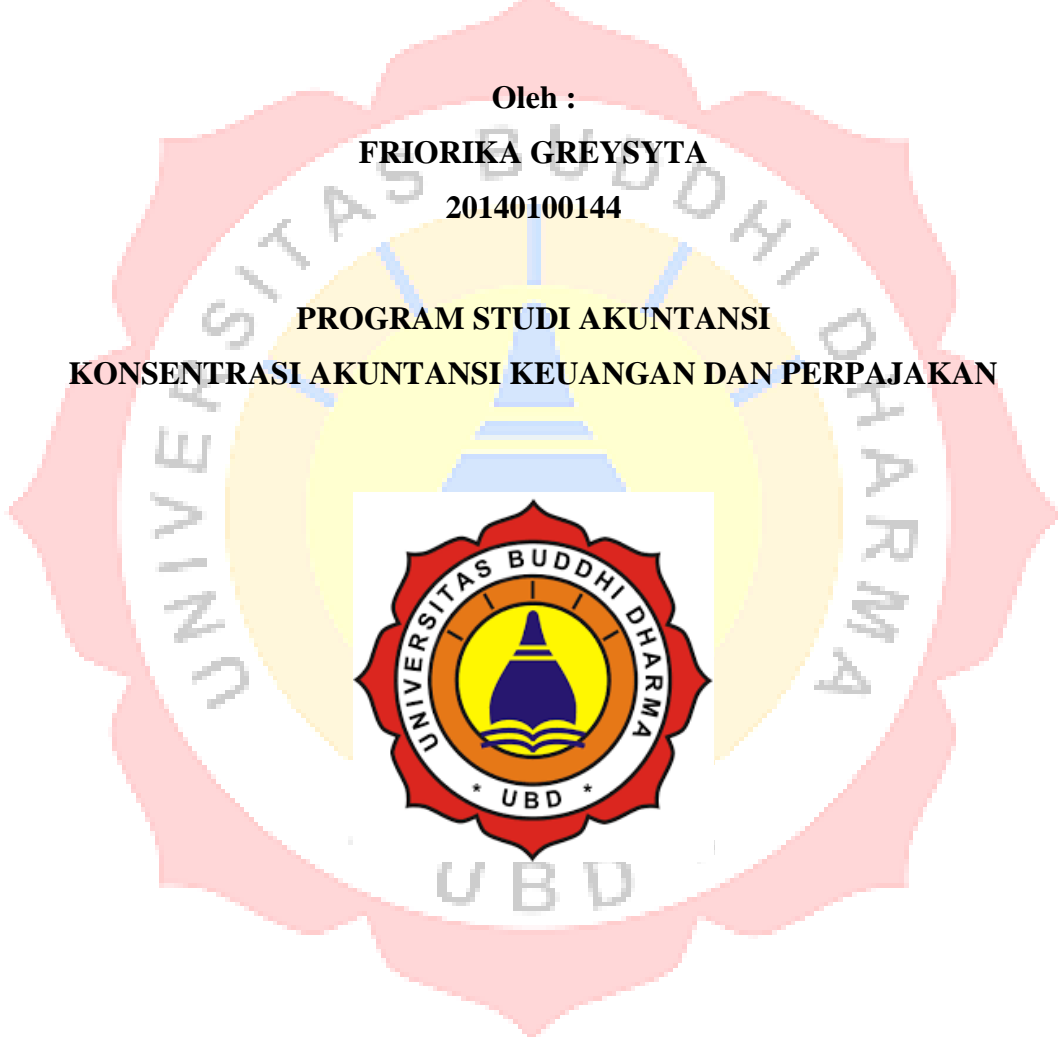 Oleh :
FRIORIKA GREYSYTA
20140100144
PROGRAM STUDI AKUNTANSI
KONSENTRASI AKUNTANSI KEUANGAN DAN PERPAJAKAN
UNIVERSITAS BUDDHI DHARMA
UBD
UNIVERSITAS BUDDHI DHARMA
* UBD *